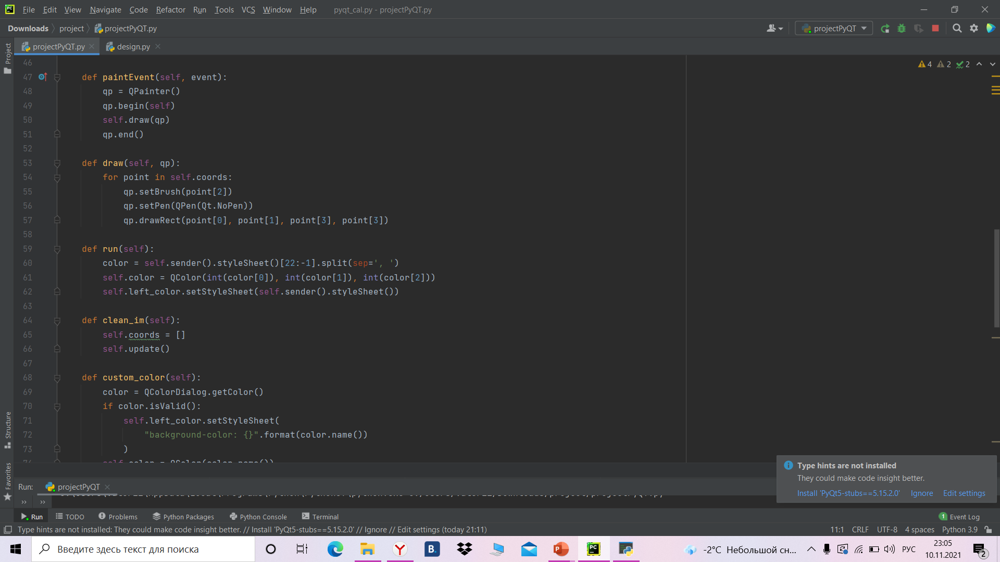 File Edit View Navigate Code Refactor Run Tools VCS Window Help pyqt_cal.py - projectPyQT.py
Downloads project projectPyQT.py projectPyQT
projectPyQT.py design.py
Project
4 2 2
46
47 def paintEvent(self, event):
48 qp = QPainter()
49 qp.begin(self)
50 self.draw(qp)
51 qp.end()
52
53 def draw(self, qp):
54 for point in self.coords:
55 qp.setBrush(point[2])
56 qp.setPen(QPen(Qt.NoPen))
57 qp.drawRect(point[0], point[1], point[3], point[3])
58
59 def run(self):
60 color = self.sender().styleSheet()[22:-1].split(sep=', ')
61 self.color = QColor(int(color[0]), int(color[1]), int(color[2]))
62 self.left_color.setStyleSheet(self.sender().styleSheet())
63
64 def clean_im(self):
65 self.coords = []
66 self.update()
67
68 def custom_color(self):
69 color = QColorDialog.getColor()
70 if color.isValid():
71 self.left_color.setStyleSheet(
72 "background-color: {}".format(color.name())
73 )
74 self.color = QColor(color.name())
Structure
Favorites
Type hints are not installed
They could make code insight better.
Install 'PyQt5-stubs==5.15.2.0' Ignore Edit settings
Run: projectPyQT
Run TODO Problems Python Packages Python Console Terminal 1 Event Log
Type hints are not installed: They could make code insight better. // Install 'PyQt5-stubs==5.15.2.0' // Ignore // Edit settings (today 21:11) 11:1 CRLF UTF-8 4 spaces Python 3.9
Введите здесь текст для поиска -2°C Небольшой сн... РУС 23:05
10.11.2021 2